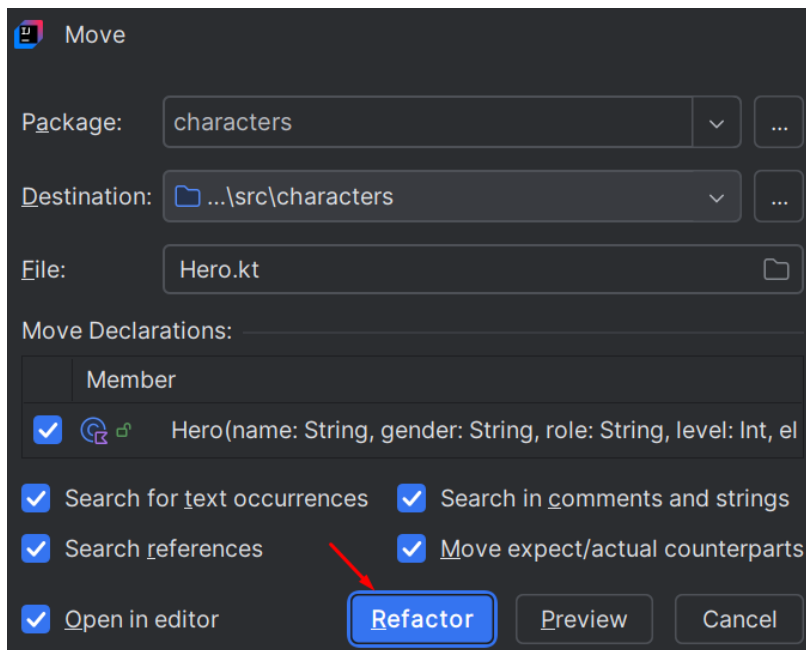 Move
Package: characters ...
Destination: ...\src\characters ...
File: Hero.kt
Move Declarations:
Member
Hero(name: String, gender: String, role: String, level: Int, el
Search for text occurrences Search in comments and strings
Search references Move expect/actual counterparts
Open in editor Refactor Preview Cancel